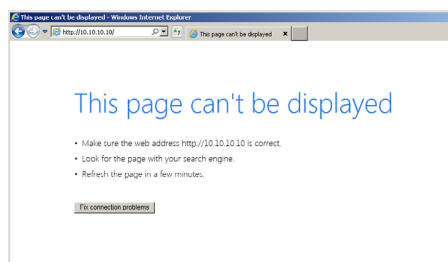 This page can't be displayed - Windows Internet Explorer
http://10.10.10.10/
This page can't be displayed
This page can't be displayed
• Make sure the web address http://10.10.10.10 is correct.
• Look for the page with your search engine.
• Refresh the page in a few minutes.
Fix connection problems